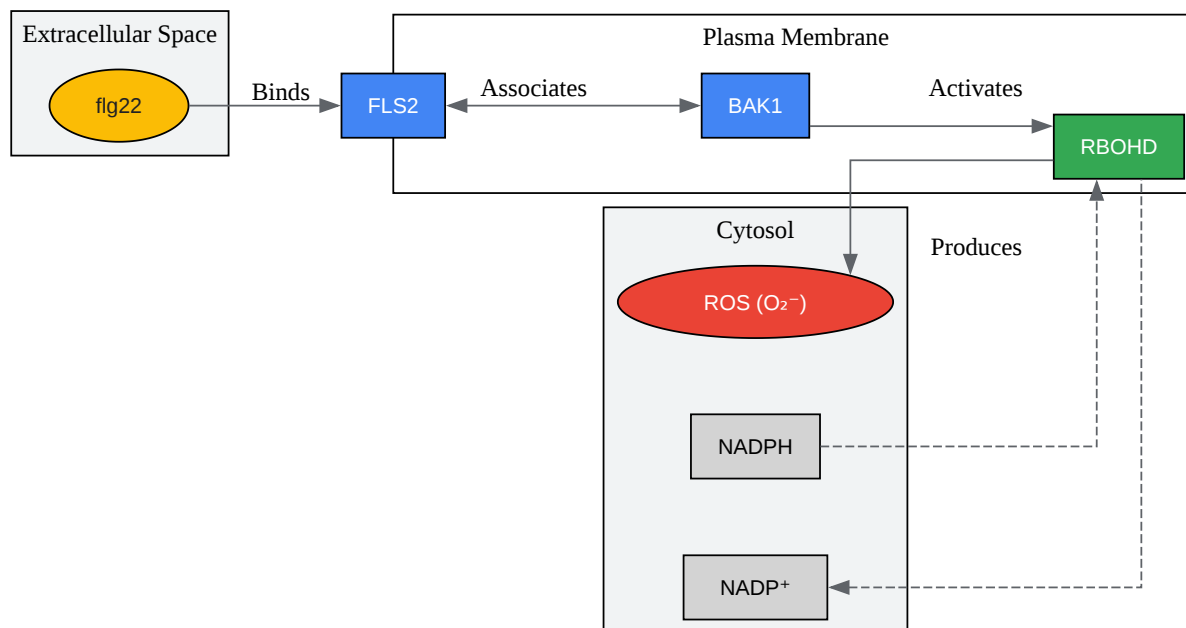 Extracellular Space
Plasma Membrane
flg22
Binds
FLS2
Associates
BAK1
Activates
RBOHD
Cytosol
Produces
ROS (O₂⁻)
NADPH
NADP⁺